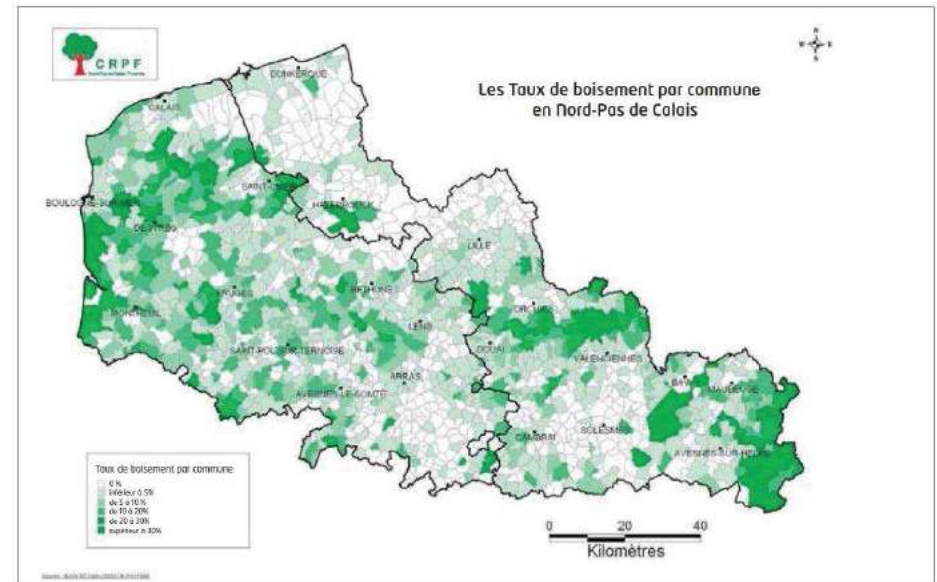 CRPF
Les Taux de boisement par commune
en Nord-Pas de Calais
DUNKERQUE
CALAIS
SAINT-OMER
BOULOGNE-SUR-MER
HAZEBROUCK
DESVRES
LILLE
FRUGES
BETHUNE
MONTREUIL
LENS
ORCHIES
SAINT-POL-SUR-TERNOISE
DOUAI
VALENCIENNES
ARRAS
BAVAY
MAUBEUGE
AVESNES-LE-COMTE
CAMBRAI
SOLESMES
AVESNES-SUR-HELPE
Taux de boisement par commune
0 %
inférieur à 5%
de 5 à 10 %
de 10 à 20%
de 20 à 30%
supérieur à 30%
0 20 40
Kilomètres